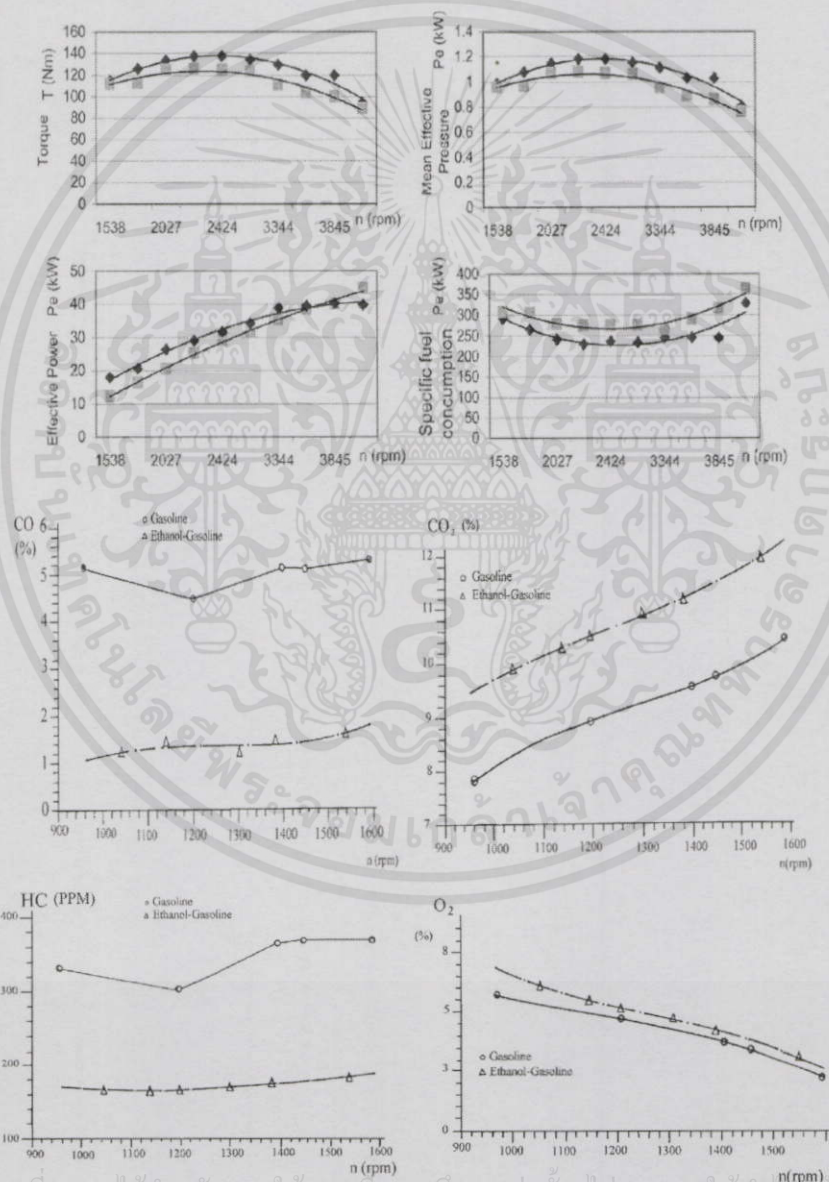 Torque T (Nm)
160
140
120
100
80
60
40
20
0
1538 2027 2424 3344 3845 n (rpm)
Mean Effective
Pressure Pe (kW)
1.4
1.2
1
0.8
0.6
0.4
0.2
0
1538 2027 2424 3344 3845 n (rpm)
Effective Power Pe (kW)
50
40
30
20
10
0
1538 2027 2424 3344 3845 n (rpm)
Specific fuel
concumption Pe (kW)
400
350
300
250
200
150
100
50
0
1538 2027 2424 3344 3845 n (rpm)
CO
(%)
6
5
4
3
2
1
0
Gasoline
Ethanol-Gasoline
900 1000 1100 1200 1300 1400 1500 1600
n (rpm)
CO2 (%)
12
11
10
9
8
7
Gasoline
Ethanol-Gasoline
900 1000 1100 1200 1300 1400 1500 1600
n(rpm)
HC (PPM)
400
300
200
100
Gasoline
Ethanol-Gasoline
900 1000 1100 1200 1300 1400 1500 1600
n (rpm)
O2
(%)
8
5
3
0
Gasoline
Ethanol-Gasoline
900 1000 1100 1200 1300 1400 1500
n(rpm)